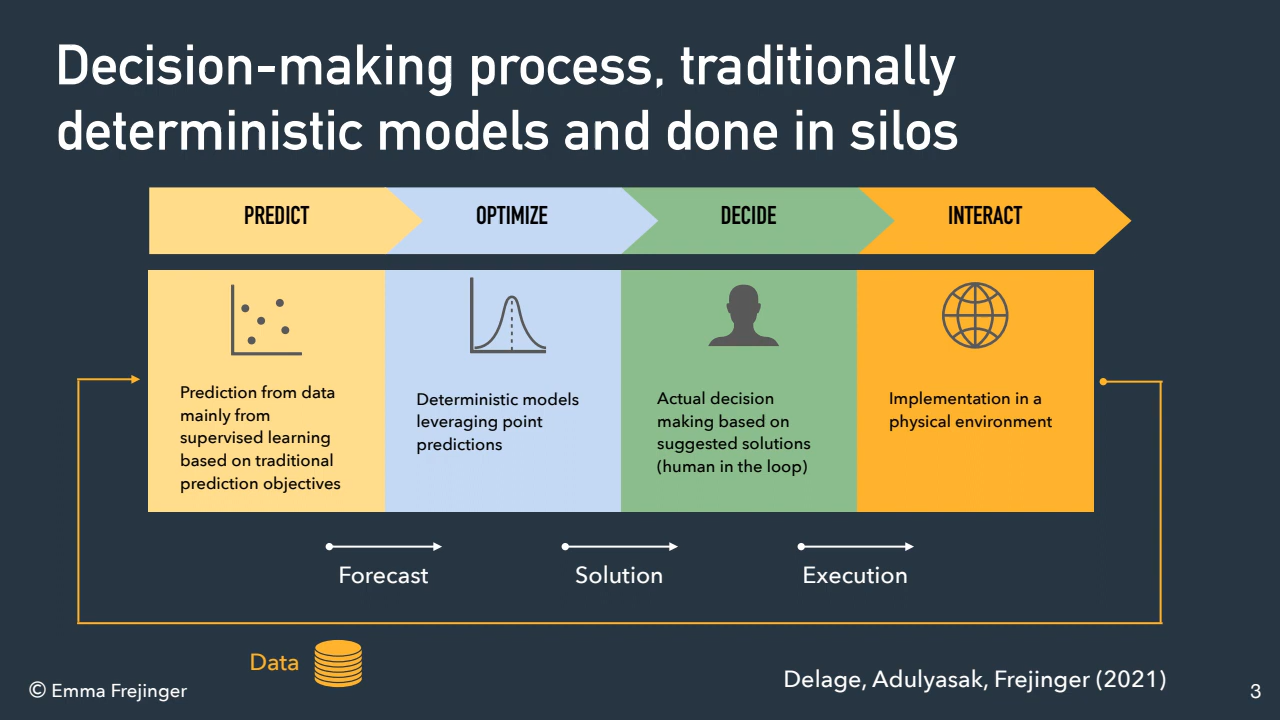 Decision-making process, traditionally
deterministic models and done in silos
PREDICT
OPTIMIZE
DECIDE
INTERACT
Prediction from data
mainly from
supervised learning
based on traditional
prediction objectives
Deterministic models
leveraging point
predictions
Actual decision
making based on
suggested solutions
(human in the loop)
Implementation in a
physical environment
Forecast
Solution
Execution
Data
Delage, Adulyasak, Frejinger (2021)
© Emma Frejinger
3